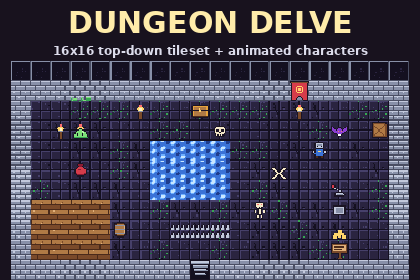 DUNGEON DELVE
16x16 top-down tileset + animated characters